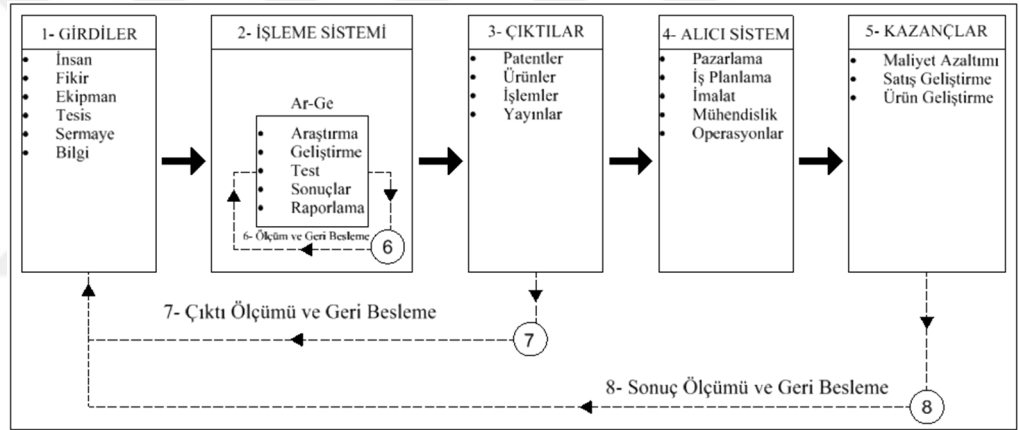 1- GİRDİLER
İnsan
Fikir
Ekipman
Tesis
Sermaye
Bilgi
2- İŞLEME SİSTEMİ
Ar-Ge
Araştırma
Geliştirme
Test
Sonuçlar
Raporlama
6- Ölçüm ve Geri Besleme
6
3- ÇIKTILAR
Patentler
Ürünler
İşlemler
Yayınlar
4- ALICI SİSTEM
Pazarlama
İş Planlama
İmalat
Mühendislik
Operasyonlar
5- KAZANÇLAR
Maliyet Azaltımı
Satış Geliştirme
Ürün Geliştirme
7- Çıktı Ölçümü ve Geri Besleme
7
8- Sonuç Ölçümü ve Geri Besleme
8